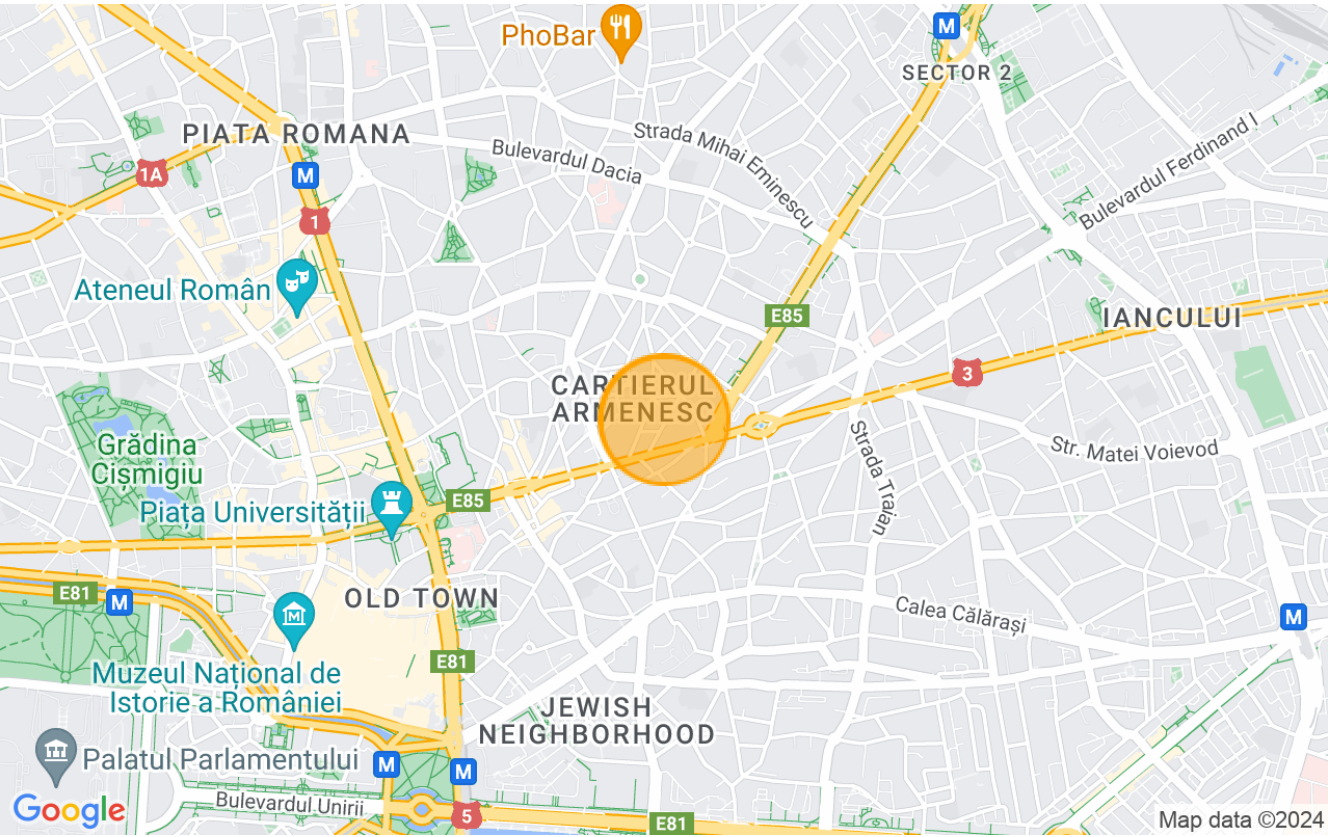 PhoBar
M
SECTOR 2
PIAȚA ROMANA
Strada Mihai Eminescu
Bulevardul Dacia
Bulevardul Ferdinand I
1A
M
1
Ateneul Român
E85
IANCULUI
3
CARTIERUL
ARMENESC
Grădina
Cișmigiu
Strada Traian
Str. Matei Voievod
E85
Piața Universității
E81
M
OLD TOWN
Calea Călărași
M
M
E81
Muzeul Național de
Istorie a României
JEWISH
NEIGHBORHOOD
Palatul Parlamentului
M
M
Google
Bulevardul Unirii
5
E81
Map data ©2024